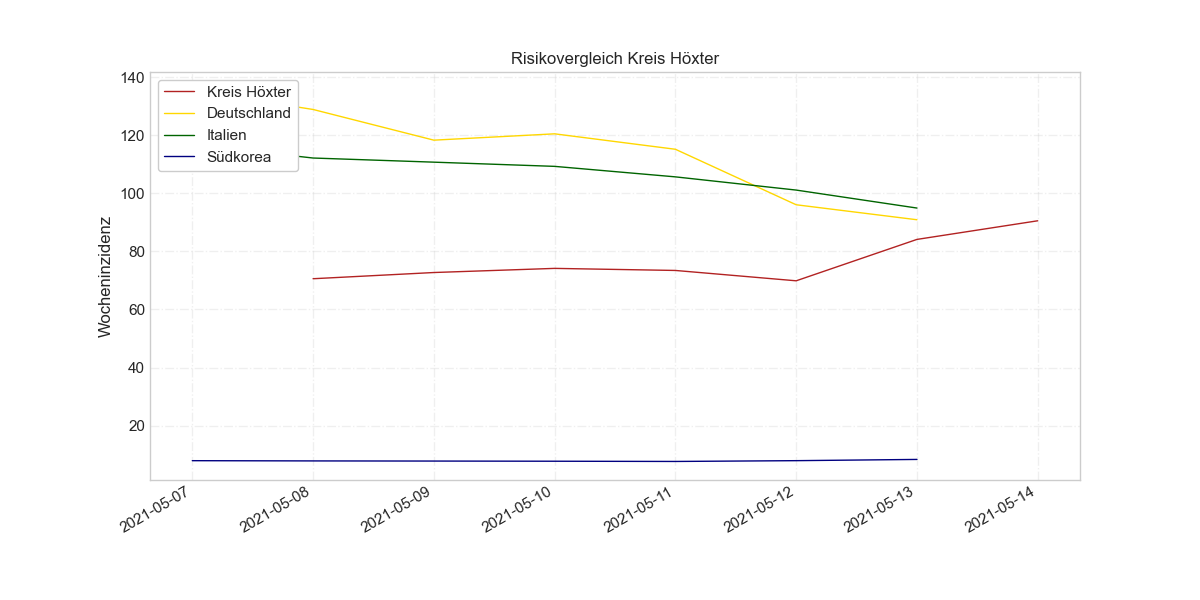 Risikovergleich Kreis Höxter
Kreis Höxter
Deutschland
Italien
Südkorea
Wocheninzidenz
140
120
100
80
60
40
20
2021-05-07
2021-05-08
2021-05-09
2021-05-10
2021-05-11
2021-05-12
2021-05-13
2021-05-14